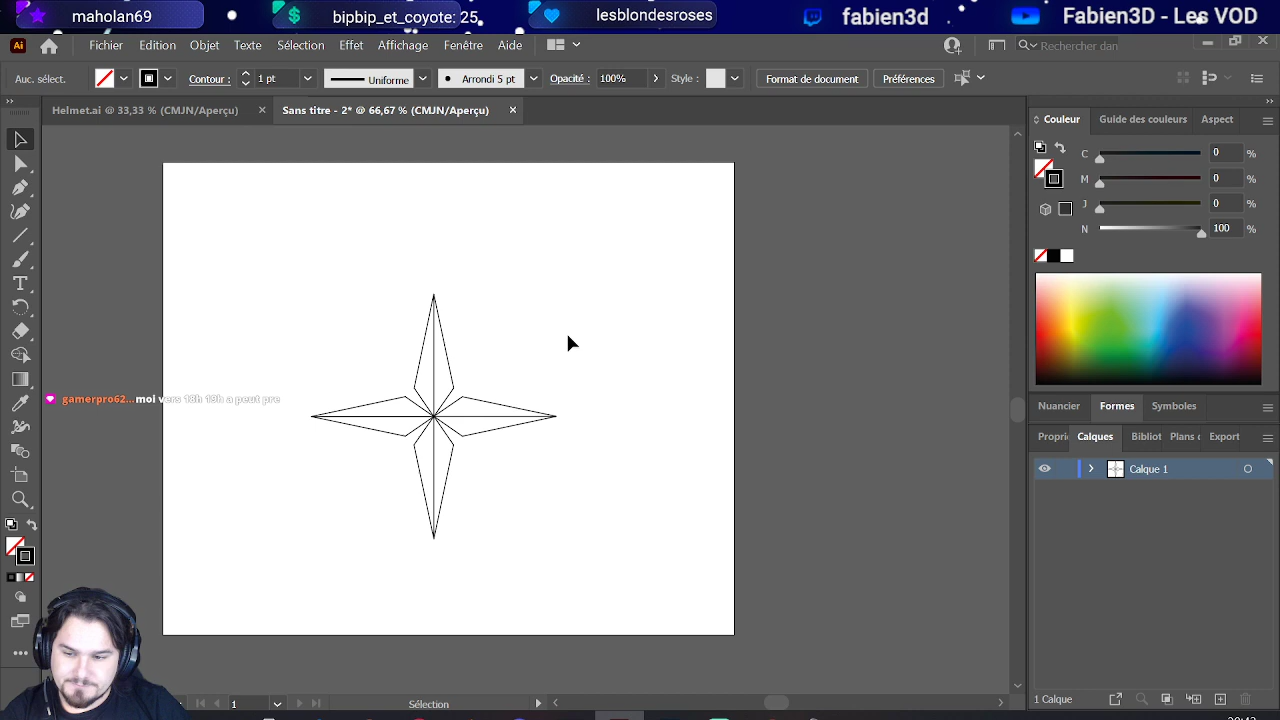 maholan69
bipbip_et_coyote: 25
lesblondesroses
fabien3d
Fabien3D - Les VOD
Ai
Fichier Edition Objet Texte Sélection Effet Affichage Fenêtre Aide
Rechercher dan
Auc. sélect.
Contour : 1 pt
Uniforme
Arrondi 5 pt
Opacité : 100%
Style :
Format de document
Préférences
Helmet.ai @ 33,33 % (CMJN/Aperçu)
Sans titre - 2* @ 66,67 % (CMJN/Aperçu)
Couleur Guide des couleurs Aspect
C 0 %
M 0 %
J 0 %
N 100 %
gamerpro62... moi vers 18h 19h a peut pre
Nuancier Formes Symboles
Propri Calques Bibliot Plans Export
Calque 1
1 Calque
1
Sélection